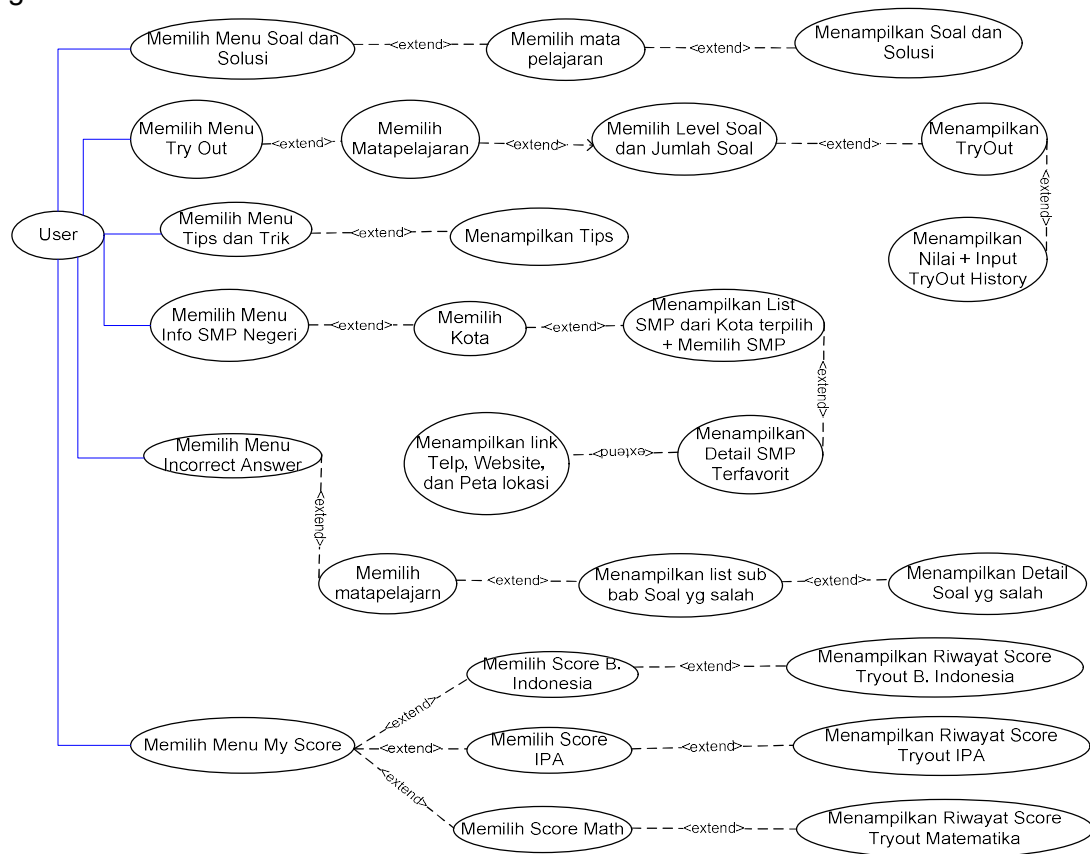 g
Memilih Menu Soal dan
Solusi
<extend>
Memilih mata
pelajaran
<extend>
Menampilkan Soal dan
Solusi
Memilih Menu
Try Out
<extend>
Memilih
Matapelajaran
<extend>
Memilih Level Soal
dan Jumlah Soal
<extend>
Menampilkan
TryOut
<extend>
Menampilkan
Nilai + Input
TryOut History
User
Memilih Menu
Tips dan Trik
<extend>
Menampilkan Tips
Memilih Menu
Info SMP Negeri
<extend>
Memilih
Kota
<extend>
Menampilkan List
SMP dari Kota terpilih
+ Memilih SMP
<extend>
Menampilkan
Detail SMP
Terfavorit
<extend>
Menampilkan link
Telp, Website,
dan Peta lokasi
Memilih Menu
Incorrect Answer
<extend>
Memilih
matapelajarn
<extend>
Menampilkan list sub
bab Soal yg salah
<extend>
Menampilkan Detail
Soal yg salah
Memilih Menu My Score
<extend>
Memilih Score B.
Indonesia
<extend>
Menampilkan Riwayat Score
Tryout B. Indonesia
<extend>
Memilih Score
IPA
<extend>
Menampilkan Riwayat Score
Tryout IPA
<extend>
Memilih Score Math
<extend>
Menampilkan Riwayat Score
Tryout Matematika